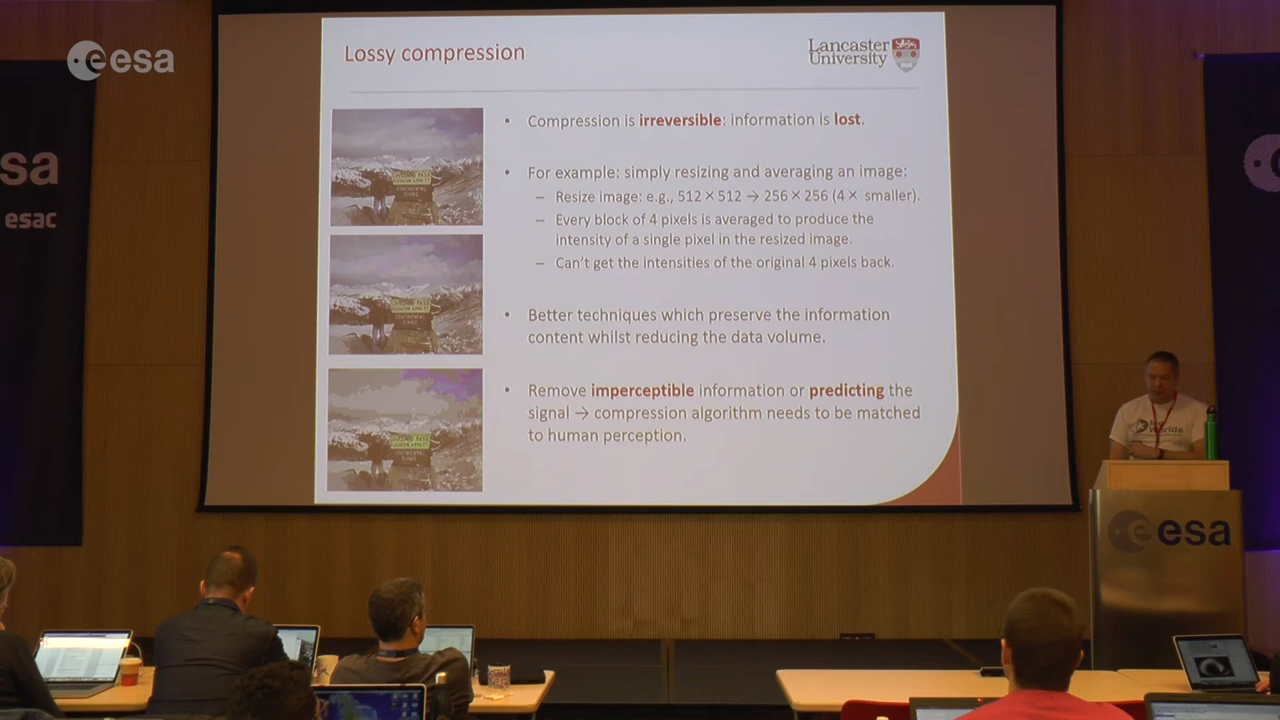 esa
sa
esac
Lossy compression
Lancaster
University
• Compression is irreversible: information is lost.
• For example: simply resizing and averaging an image:
– Resize image: e.g., 512 × 512 → 256 × 256 (4 × smaller).
– Every block of 4 pixels is averaged to produce the
intensity of a single pixel in the resized image.
– Can't get the intensities of the original 4 pixels back.
• Better techniques which preserve the information
content whilst reducing the data volume.
• Remove imperceptible information or predicting the
signal → compression algorithm needs to be matched
to human perception.
CONTINENTAL
DIVIDE
esa